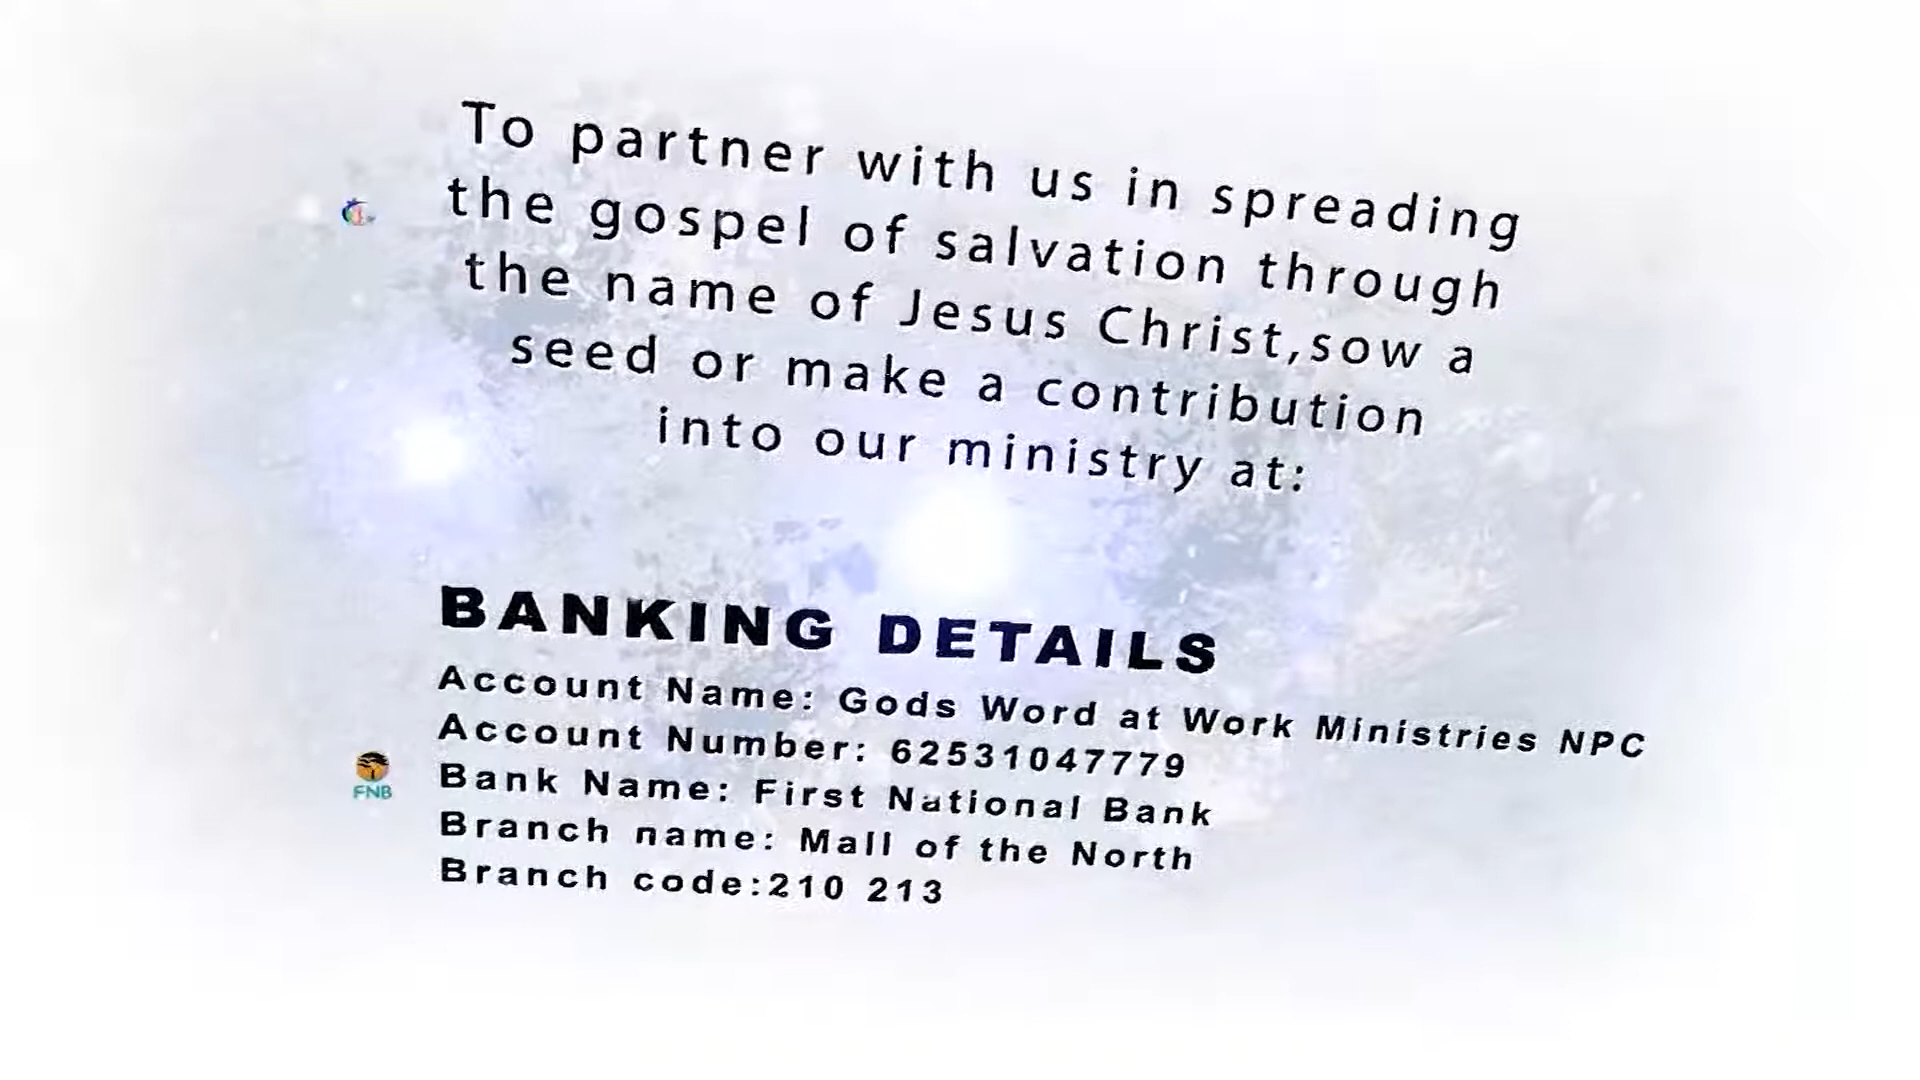 To partner with us in spreading
the gospel of salvation through
the name of Jesus Christ,sow a
seed or make a contribution
into our ministry at:
BANKING DETAILS
Account Name: Gods Word at Work Ministries NPC
Account Number: 62531047779
Bank Name: First National Bank
Branch name: Mall of the North
Branch code:210 213
FNB